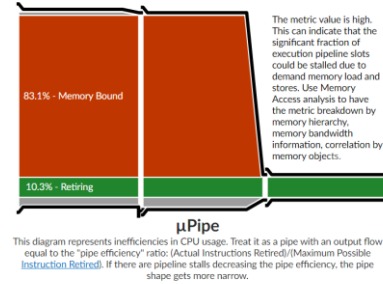 The metric value is high.
This can indicate that the
significant fraction of
execution pipeline slots
could be stalled due to
demand memory load and
stores. Use Memory
Access analysis to have
the metric breakdown by
memory hierarchy,
memory bandwidth
information, correlation by
memory objects.
83.1% - Memory Bound
10.3% - Retiring
µPipe
This diagram represents inefficiencies in CPU usage. Treat it as a pipe with an output flow
equal to the "pipe efficiency" ratio: (Actual Instructions Retired)/(Maximum Possible
Instruction Retired). If there are pipeline stalls decreasing the pipe efficiency, the pipe
shape gets more narrow.